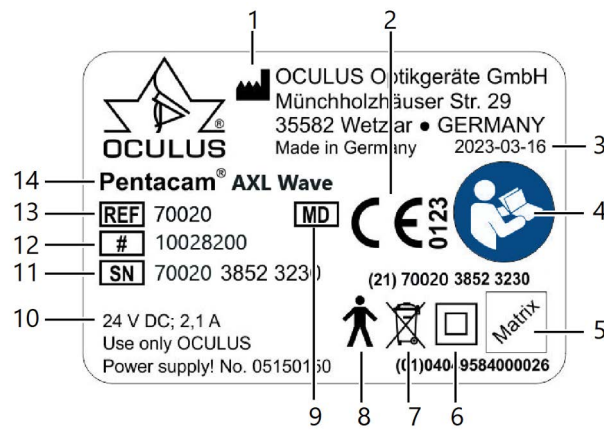 1
2
OCULUS Optikgeräte GmbH
Münchholzhäuser Str. 29
35582 Wetzlar ● GERMANY
Made in Germany 2023-03-16 3
®
OCULUS
14 Pentacam® AXL Wave
13 REF 70020 MD CE 0123 4
12 # 10028200
11 SN 70020 3852 3230
(21) 70020 3852 3230
10 24 V DC; 2,1 A
Use only OCULUS
Power supply! No. 05150150
Matrix 5
(01)04049584000026
9 8 7 6